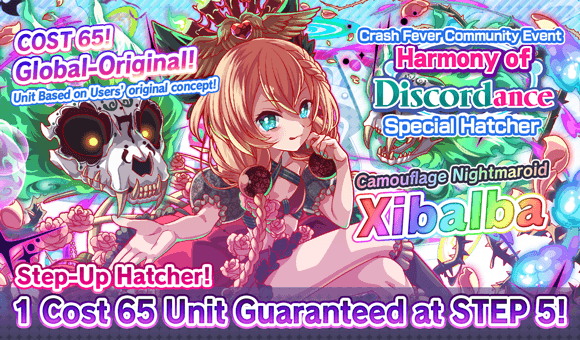 COST 65!
Global-Original!
Unit Based on Users' original concept!
Crash Fever Community Event
Harmony of
Discordance
Special Hatcher
Camouflage Nightmaroid
Xibalba
Step-Up Hatcher!
1 Cost 65 Unit Guaranteed at STEP 5!